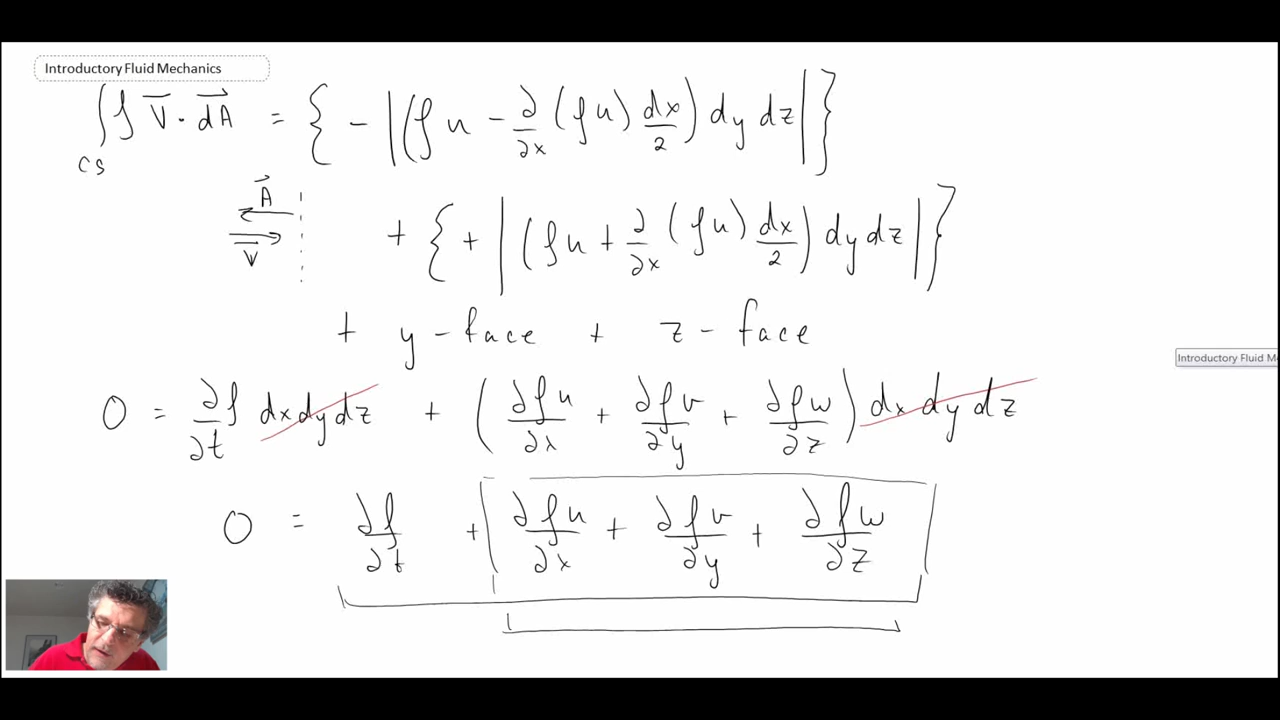 Introductory Fluid Mechanics
∫∫ρ V̅·dA⃗ = { − |(ρu − ∂/∂x (ρu) dx/2) dy dz| }
CS
A⃗
V̅
+ { + |(ρu + ∂/∂x (ρu) dx/2) dy dz| }
+ y-face + z-face
Introductory Fluid M
0 = ∂ρ/∂t dx dy dz + (∂ρu/∂x + ∂ρv/∂y + ∂ρw/∂z) dx dy dz
0 = ∂ρ/∂t + ∂ρu/∂x + ∂ρv/∂y + ∂ρw/∂z